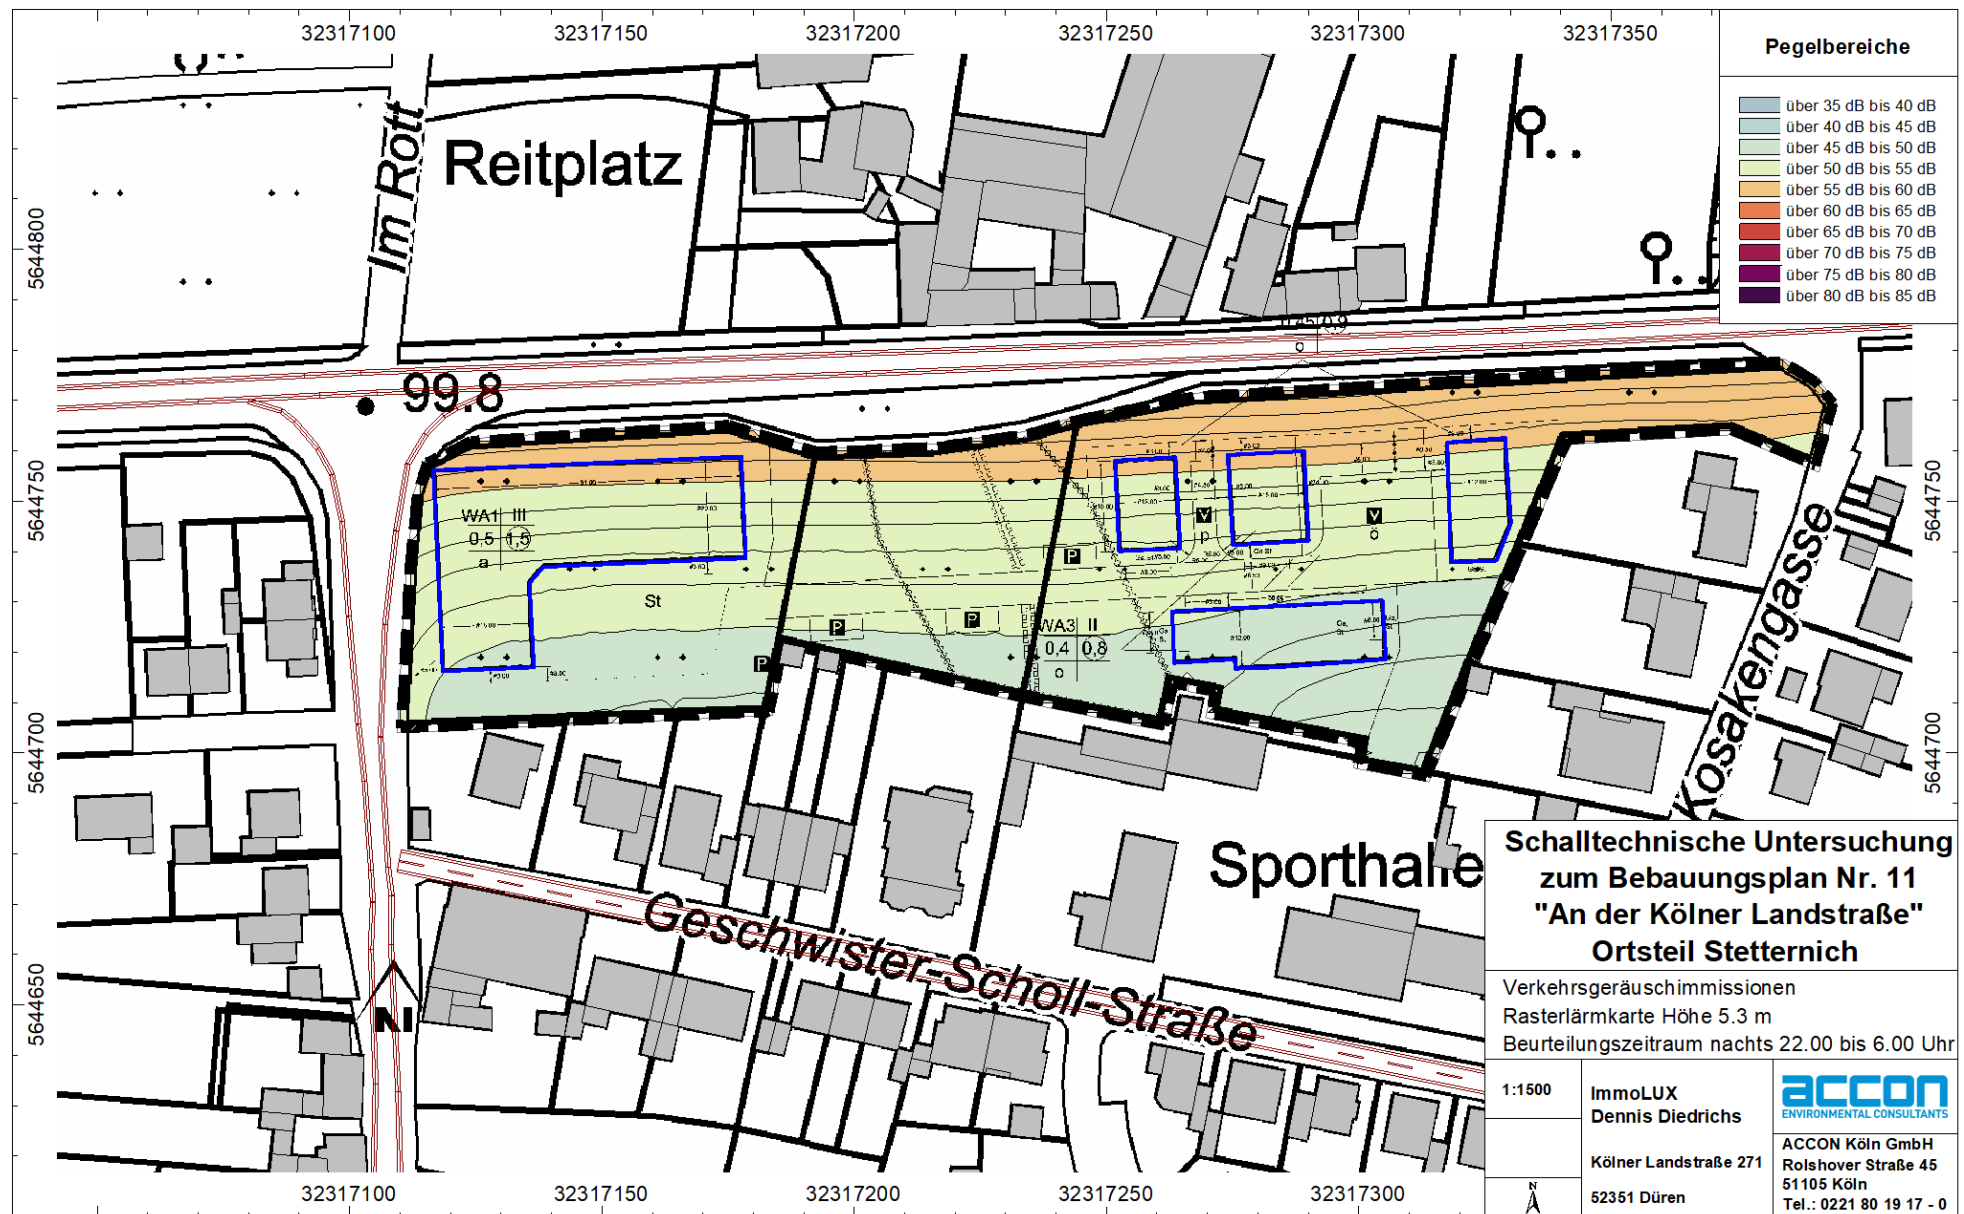 32317100 32317150 32317200 32317250 32317300 32317350
Pegelbereiche
über 35 dB bis 40 dB
über 40 dB bis 45 dB
über 45 dB bis 50 dB
über 50 dB bis 55 dB
über 55 dB bis 60 dB
über 60 dB bis 65 dB
über 65 dB bis 70 dB
über 70 dB bis 75 dB
über 75 dB bis 80 dB
über 80 dB bis 85 dB
Im Rott
Reitplatz
5644800
99.8
5644750
5644750
WA1 III
0,5 1,5
a
St
V
V
p
o
P
P
P
P
WA3 II
0,4 0,8
o
Kosakengasse
5644700
5644700
Sporthalle
Geschwister-Scholl-Straße
5644650
N
Schalltechnische Untersuchung
zum Bebauungsplan Nr. 11
"An der Kölner Landstraße"
Ortsteil Stetternich
Verkehrsgeräuschimmissionen
Rasterlärmkarte Höhe 5.3 m
Beurteilungszeitraum nachts 22.00 bis 6.00 Uhr
1:1500
ImmoLUX
Dennis Diedrichs
Kölner Landstraße 271
52351 Düren
accon
ENVIRONMENTAL CONSULTANTS
ACCON Köln GmbH
Rolshover Straße 45
51105 Köln
Tel.: 0221 80 19 17 - 0
N
32317100 32317150 32317200 32317250 32317300